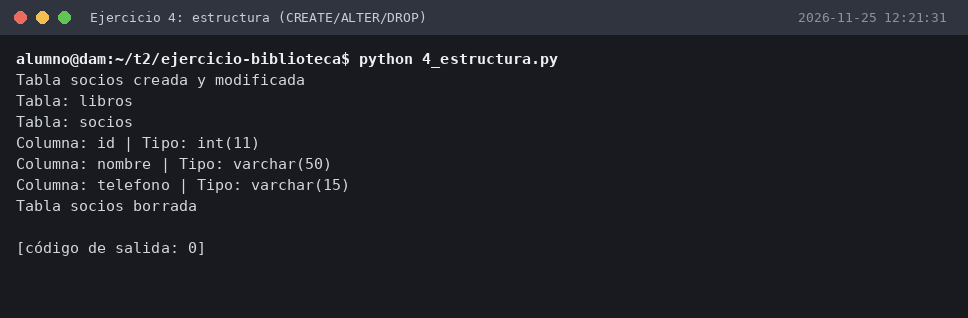 Ejercicio 4: estructura (CREATE/ALTER/DROP) 2026-11-25 12:21:31
alumno@dam:~/t2/ejercicio-biblioteca$ python 4_estructura.py
Tabla socios creada y modificada
Tabla: libros
Tabla: socios
Columna: id | Tipo: int(11)
Columna: nombre | Tipo: varchar(50)
Columna: telefono | Tipo: varchar(15)
Tabla socios borrada
[código de salida: 0]